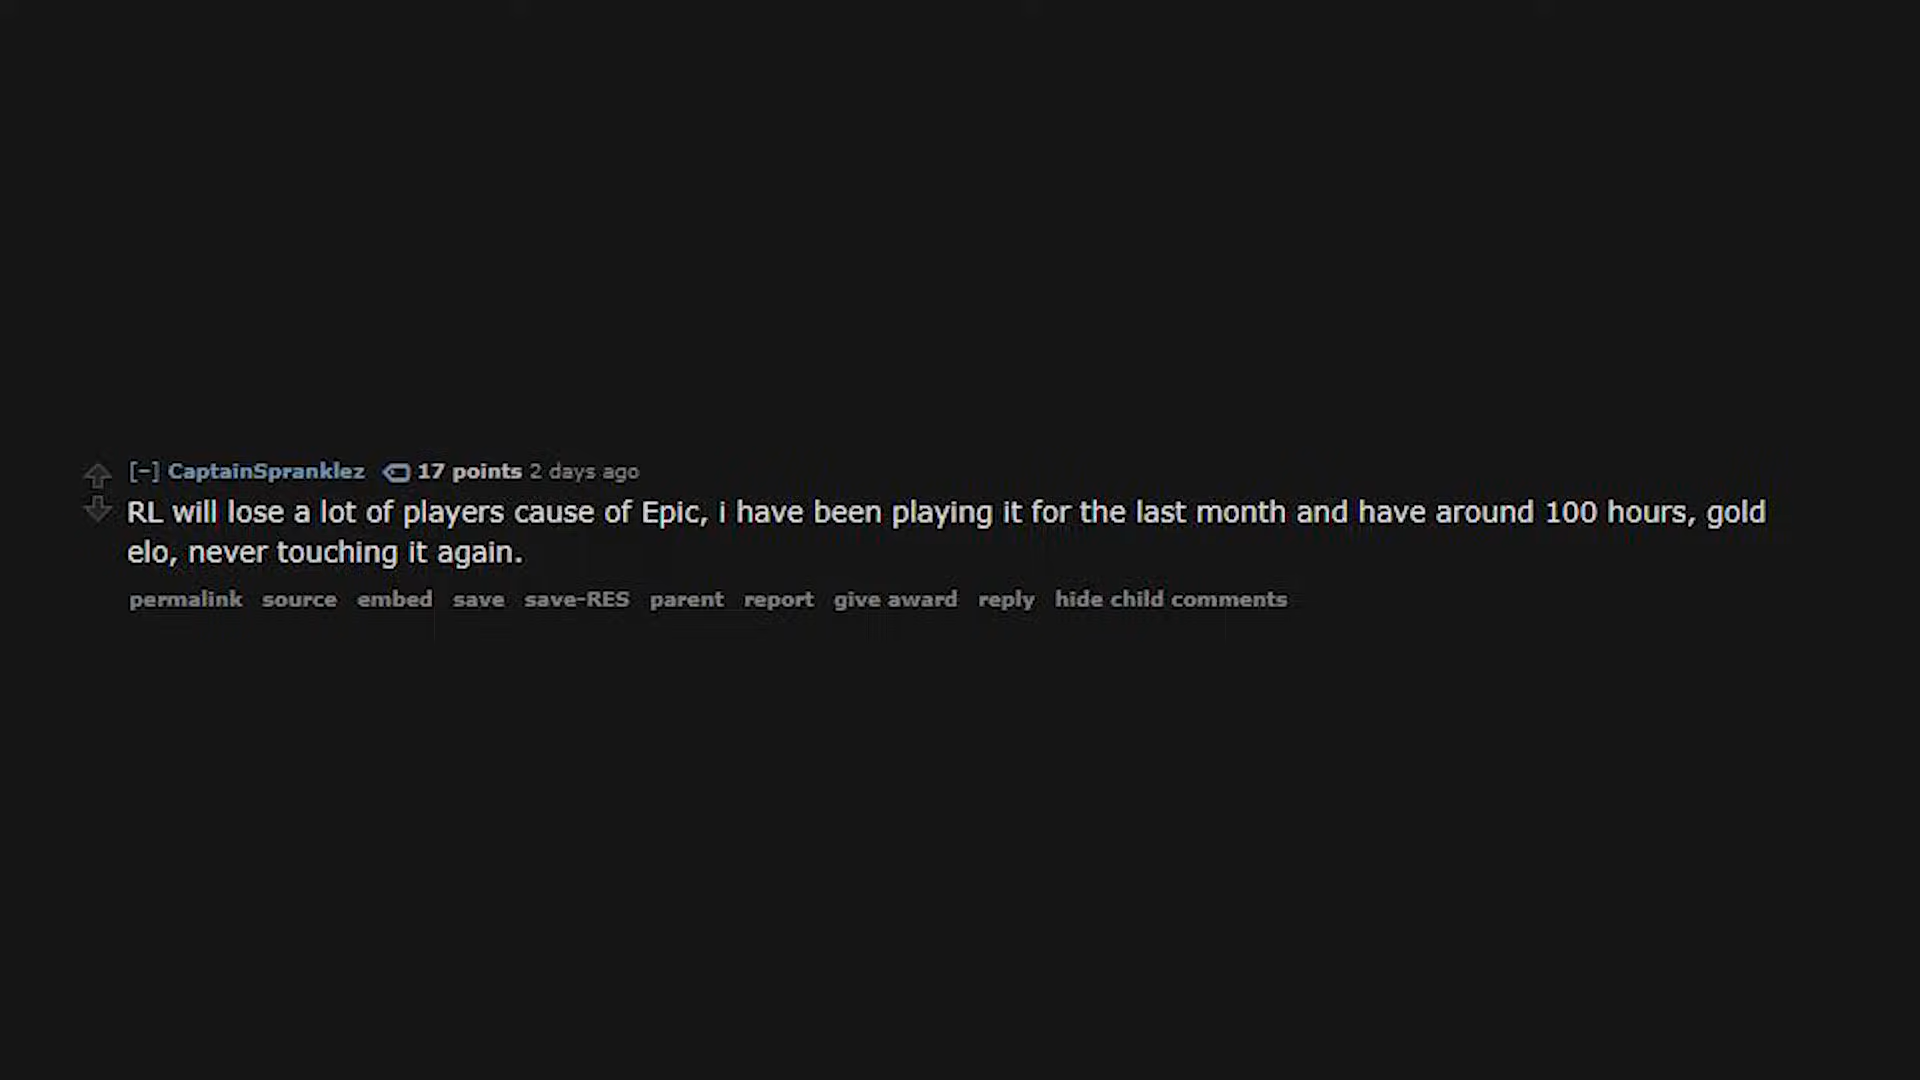 [−] CaptainSpranklez 17 points 2 days ago
RL will lose a lot of players cause of Epic, i have been playing it for the last month and have around 100 hours, gold
elo, never touching it again.
permalink source embed save save-RES parent report give award reply hide child comments